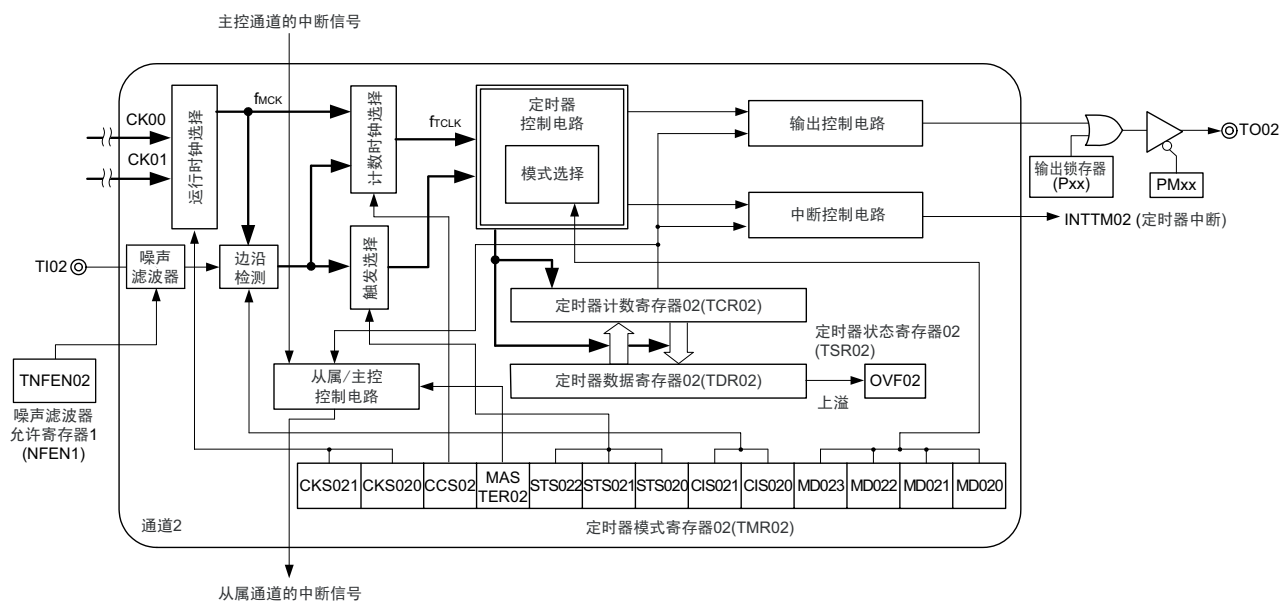 主控通道的中断信号
CK00
CK01
运行时钟选择
fMCK
计数时钟选择
fTCLK
定时器
控制电路
模式选择
输出控制电路
TO02
输出锁存器
(Pxx)
PMxx
中断控制电路
INTTM02 (定时器中断)
TI02
噪声
滤波器
边沿
检测
触发选择
定时器计数寄存器02(TCR02)
定时器状态寄存器02
(TSR02)
TNFEN02
噪声滤波器
允许寄存器1
(NFEN1)
从属/主控
控制电路
定时器数据寄存器02(TDR02)
OVF02
上溢
CKS021
CKS020
CCS02
MAS
TER02
STS022
STS021
STS020
CIS021
CIS020
MD023
MD022
MD021
MD020
通道2
定时器模式寄存器02(TMR02)
从属通道的中断信号